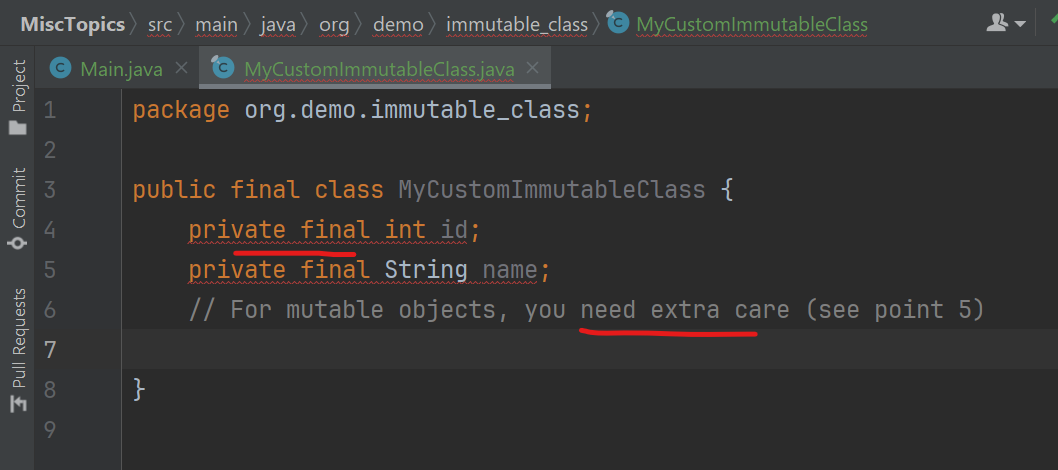 MiscTopics src main java org demo immutable_class MyCustomImmutableClass
Main.java MyCustomImmutableClass.java
Project
Commit
Pull Requests
1 package org.demo.immutable_class;
2
3 public final class MyCustomImmutableClass {
4 private final int id;
5 private final String name;
6 // For mutable objects, you need extra care (see point 5)
7
8 }
9